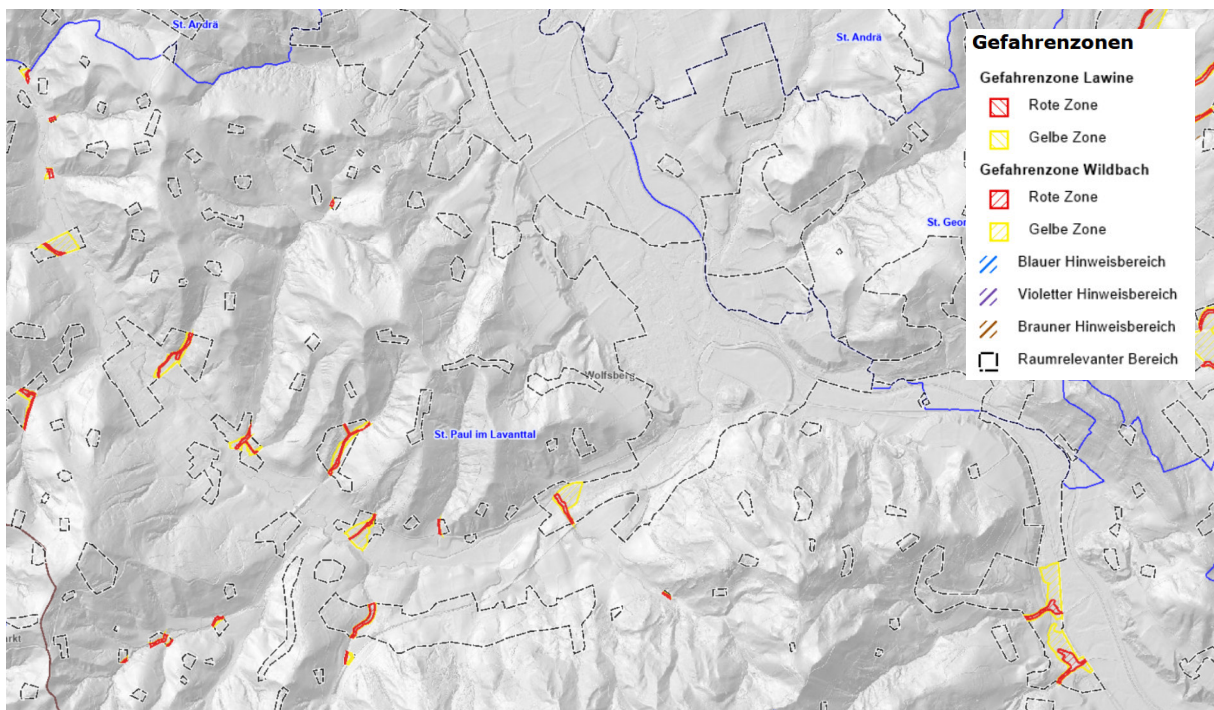 St. Andrä
St. Andrä
Gefahrenzonen
Gefahrenzone Lawine
Rote Zone
Gelbe Zone
Gefahrenzone Wildbach
Rote Zone
Gelbe Zone
Blauer Hinweisbereich
Violetter Hinweisbereich
Brauner Hinweisbereich
Raumrelevanter Bereich
St. Geor
Wolfsberg
St. Paul im Lavanttal
arkt